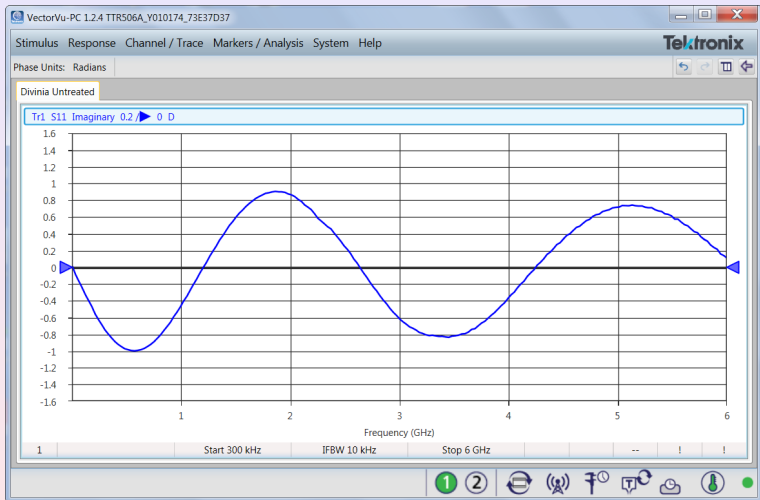 VectorVu-PC 1.2.4 TTR506A_Y010174_73E37D37
Stimulus Response Channel / Trace Markers / Analysis System Help
Tektronix
Phase Units: Radians
Divinia Untreated
Tr1 S11 Imaginary 0.2 / 0 D
1.6
1.4
1.2
1
0.8
0.6
0.4
0.2
0
-0.2
-0.4
-0.6
-0.8
-1
-1.2
-1.4
-1.6
1 2 3 4 5 6
Frequency (GHz)
1 Start 300 kHz IFBW 10 kHz Stop 6 GHz -- ! !
1 2 T